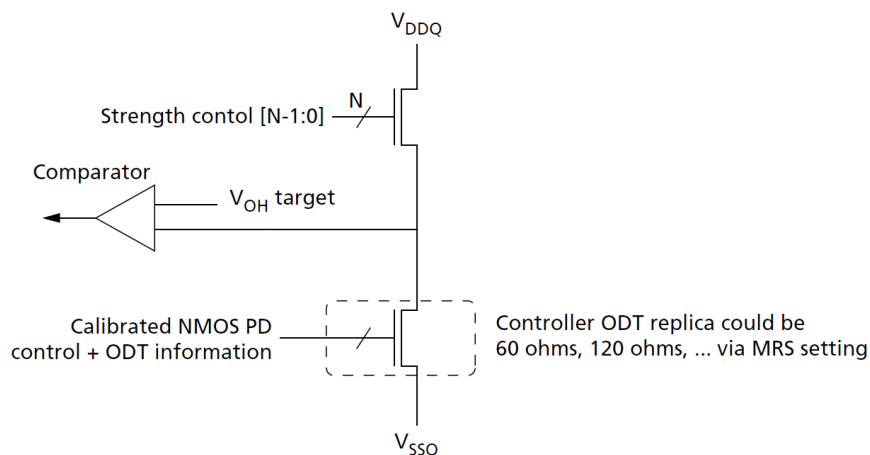 VDDQ
N
Strength contol [N-1:0]
Comparator
VOH target
Calibrated NMOS PD
control + ODT information
Controller ODT replica could be
60 ohms, 120 ohms, ... via MRS setting
VSSQ